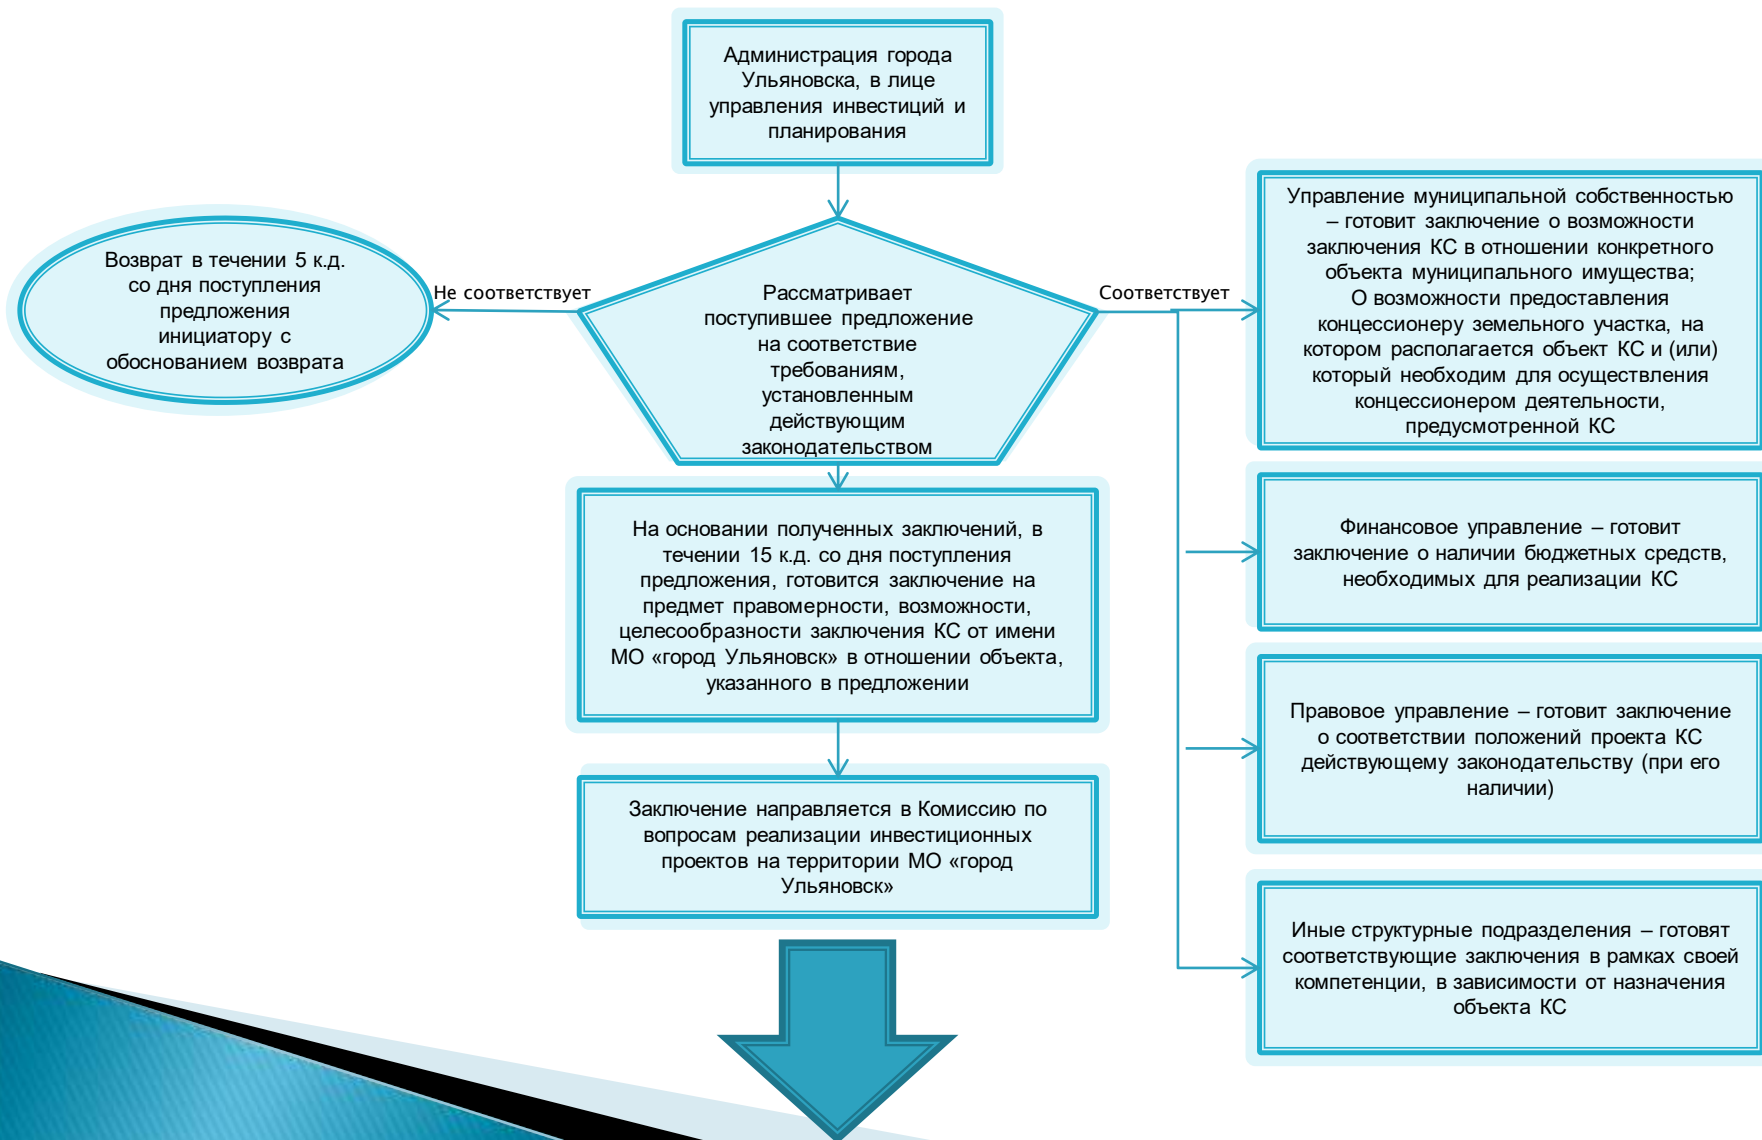 Администрация города
Ульяновска, в лице
управления инвестиций и
планирования
Возврат в течении 5 к.д.
со дня поступления
предложения
инициатору с
обоснованием возврата
Не соответствует
Рассматривает
поступившее предложение
на соответствие
требованиям,
установленным
действующим
законодательством
Соответствует
Управление муниципальной собственностью
– готовит заключение о возможности
заключения КС в отношении конкретного
объекта муниципального имущества;
О возможности предоставления
концессионеру земельного участка, на
котором располагается объект КС и (или)
который необходим для осуществления
концессионером деятельности,
предусмотренной КС
Финансовое управление – готовит
заключение о наличии бюджетных средств,
необходимых для реализации КС
Правовое управление – готовит заключение
о соответствии положений проекта КС
действующему законодательству (при его
наличии)
Иные структурные подразделения – готовят
соответствующие заключения в рамках своей
компетенции, в зависимости от назначения
объекта КС
На основании полученных заключений, в
течении 15 к.д. со дня поступления
предложения, готовится заключение на
предмет правомерности, возможности,
целесообразности заключения КС от имени
МО «город Ульяновск» в отношении объекта,
указанного в предложении
Заключение направляется в Комиссию по
вопросам реализации инвестиционных
проектов на территории МО «город
Ульяновск»